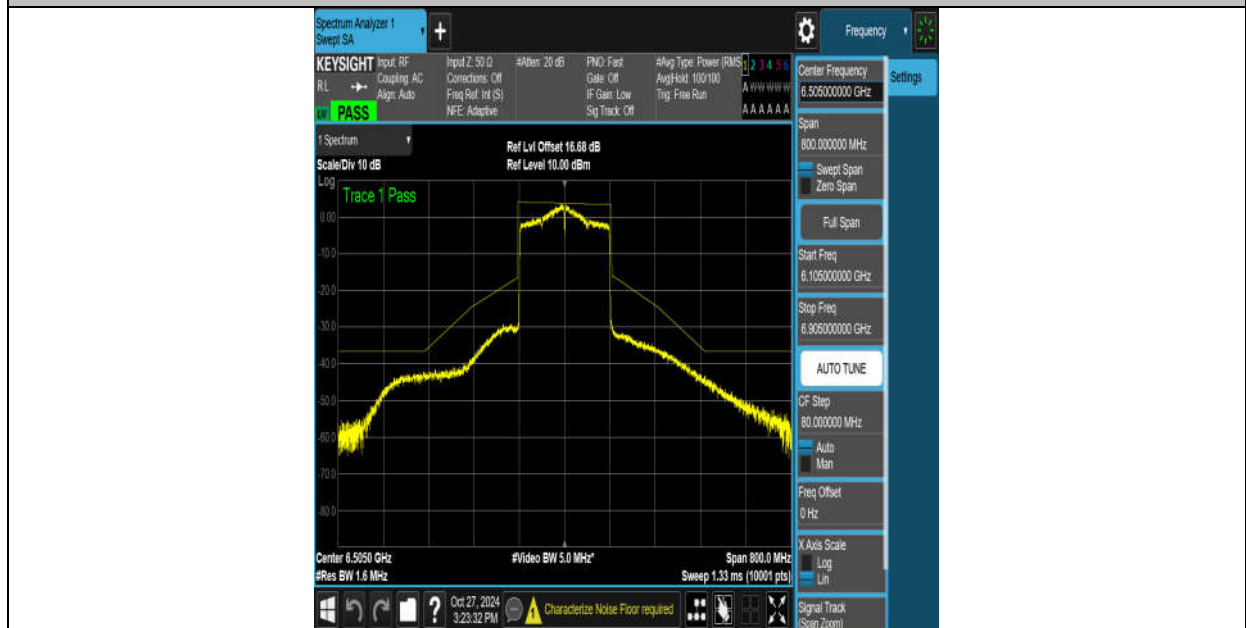 Spectrum Analyzer 1
Swept SA
+
Frequency
KEYSIGHT
RL
PASS
Input: RF
Coupling: AC
Align: Auto
Input Z: 50 Ω
Corrections: Off
Freq Ref: Int (S)
NFE: Adaptive
#Atten: 20 dB
PNO: Fast
Gate: Off
IF Gain: Low
Sig Track: Off
#Avg Type: Power (RMS
Avg|Hold: 100/100
Trig: Free Run
1 2 3 4 5 6
A W W W W W
A A A A A A
1 Spectrum
Scale/Div 10 dB
Log
Ref Lvl Offset 16.68 dB
Ref Level 10.00 dBm
Trace 1 Pass
0.00
-10.0
-20.0
-30.0
-40.0
-50.0
-60.0
-70.0
-80.0
Center 6.5050 GHz
#Res BW 1.6 MHz
#Video BW 5.0 MHz*
Span 800.0 MHz
Sweep 1.33 ms (10001 pts)
Oct 27, 2024
3:23:32 PM
Characterize Noise Floor required
Center Frequency
6.505000000 GHz
Settings
Span
800.000000 MHz
Swept Span
Zero Span
Full Span
Start Freq
6.105000000 GHz
Stop Freq
6.905000000 GHz
AUTO TUNE
CF Step
80.000000 MHz
Auto
Man
Freq Offset
0 Hz
X Axis Scale
Log
Lin
Signal Track
(Span Zoom)